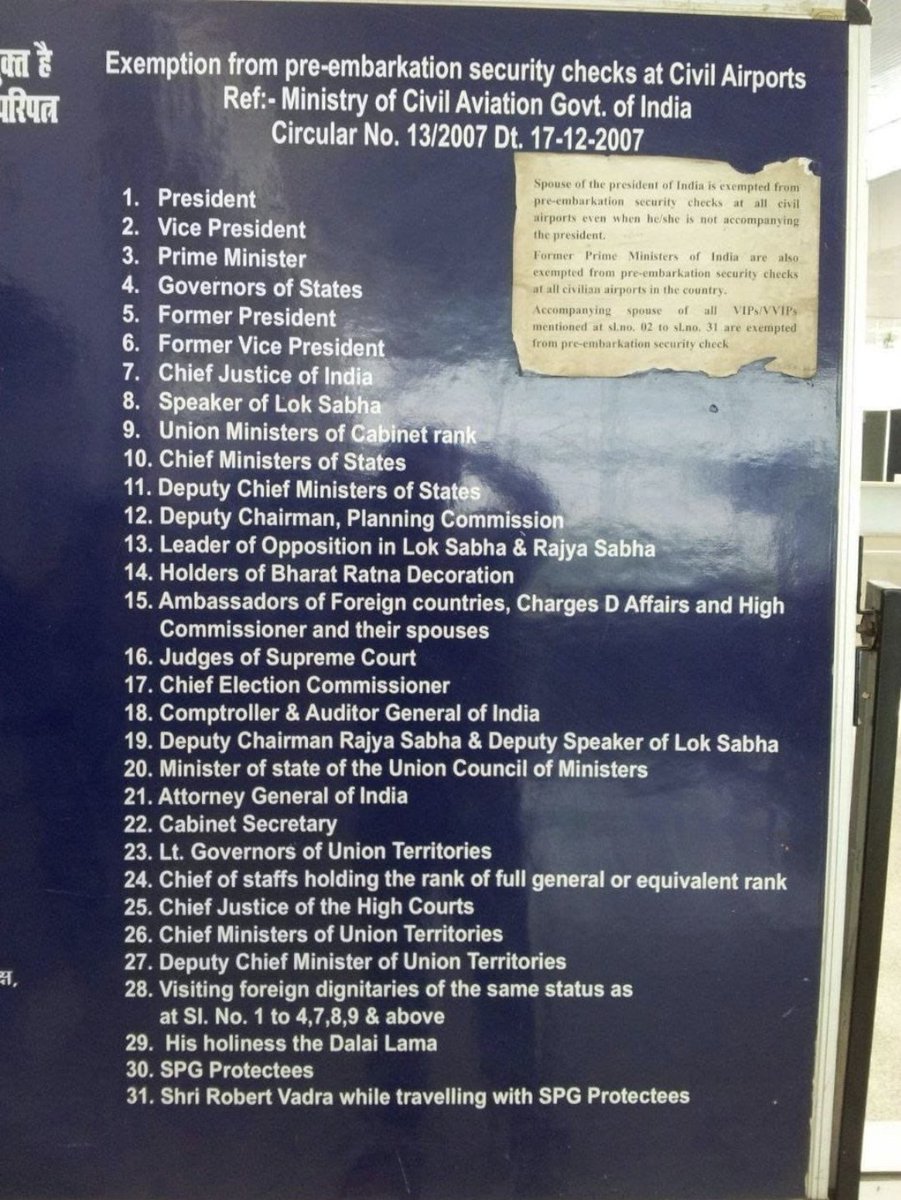 है
Exemption from pre-embarkation security checks at Civil Airports
Ref:- Ministry of Civil Aviation Govt. of India
Circular No. 13/2007 Dt. 17-12-2007
Spouse of the president of India is exempted from
pre-embarkation security checks at all civil
airports even when he/she is not accompanying
the president.
Former Prime Ministers of India are also
exempted from pre-embarkation security checks
at all civilian airports in the country.
Accompanying spouse of all VIPs/VVIPs
mentioned at sl.no. 02 to sl.no. 31 are exempted
from pre-embarkation security check
1. President
2. Vice President
3. Prime Minister
4. Governors of States
5. Former President
6. Former Vice President
7. Chief Justice of India
8. Speaker of Lok Sabha
9. Union Ministers of Cabinet rank
10. Chief Ministers of States
11. Deputy Chief Ministers of States
12. Deputy Chairman, Planning Commission
13. Leader of Opposition in Lok Sabha & Rajya Sabha
14. Holders of Bharat Ratna Decoration
15. Ambassadors of Foreign countries, Charges D Affairs and High
Commissioner and their spouses
16. Judges of Supreme Court
17. Chief Election Commissioner
18. Comptroller & Auditor General of India
19. Deputy Chairman Rajya Sabha & Deputy Speaker of Lok Sabha
20. Minister of state of the Union Council of Ministers
21. Attorney General of India
22. Cabinet Secretary
23. Lt. Governors of Union Territories
24. Chief of staffs holding the rank of full general or equivalent rank
25. Chief Justice of the High Courts
26. Chief Ministers of Union Territories
27. Deputy Chief Minister of Union Territories
28. Visiting foreign dignitaries of the same status as
at Sl. No. 1 to 4,7,8,9 & above
29. His holiness the Dalai Lama
30. SPG Protectees
31. Shri Robert Vadra while travelling with SPG Protectees